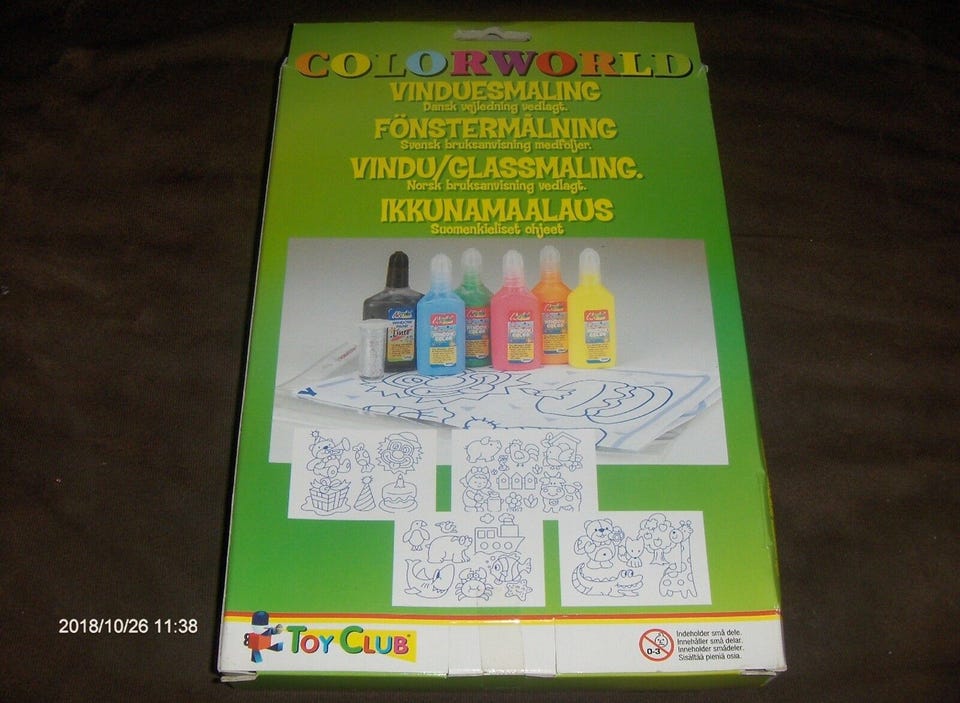 COLORWORLD
VINDUESMALING
Dansk vejledning vedlagt.
FÖNSTERMÅLNING
Svensk bruksanvisning medföljer.
VINDU/GLASSMALING.
Norsk bruksanvisning vedlagt.
IKKUNAMAALAUS
Suomenkieliset ohjeet
2018/10/26 11:38
TOY CLUB
0-3
Indeholder små dele.
Innehåller små delar.
Inneholder smådeler.
Sisältää pieniä osia.